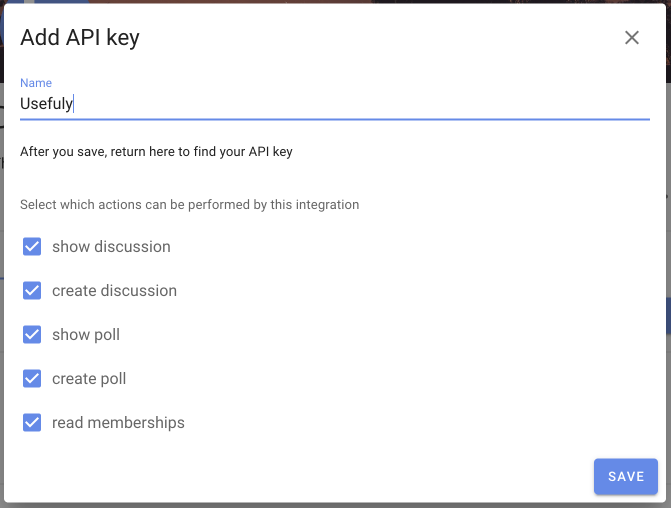 Add API key
Name
Usefuly
After you save, return here to find your API key
Select which actions can be performed by this integration
show discussion
create discussion
show poll
create poll
read memberships
SAVE